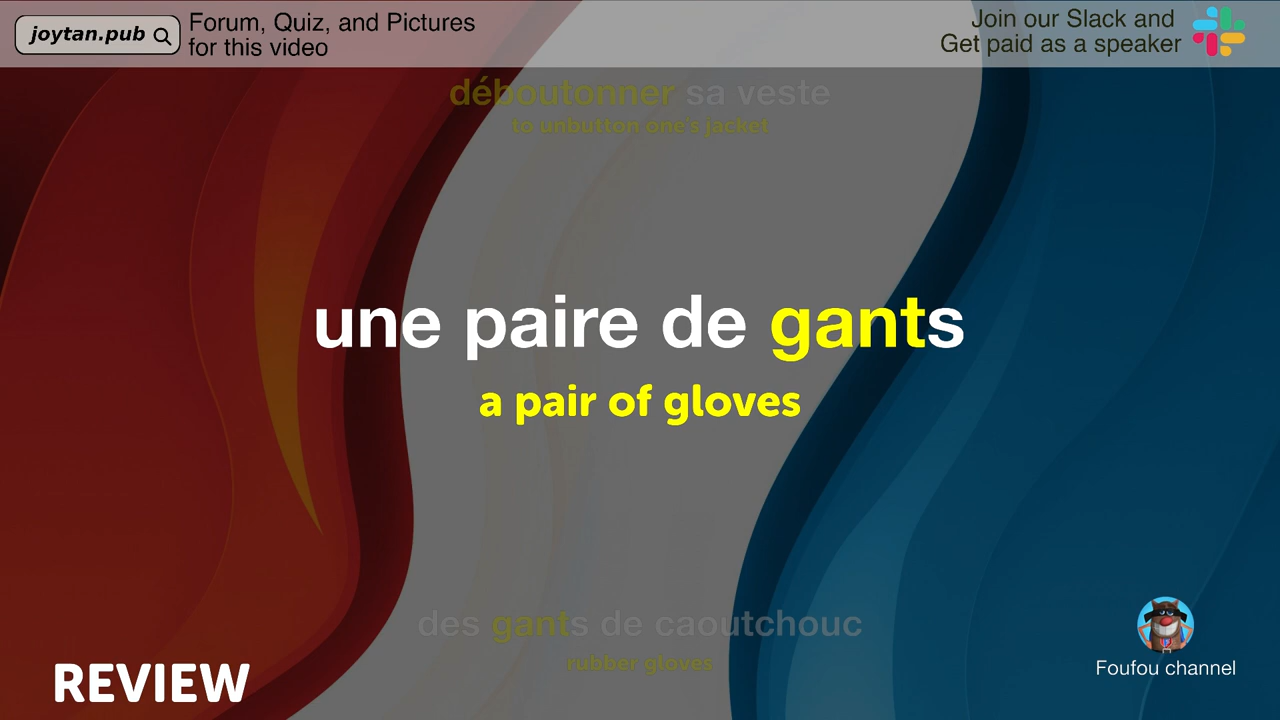 joytan.pub
Forum, Quiz, and Pictures
for this video
Join our Slack and
Get paid as a speaker
déboutonner sa veste
to unbutton one's jacket
une paire de gants
a pair of gloves
des gants de caoutchouc
rubber gloves
REVIEW
Foufou channel